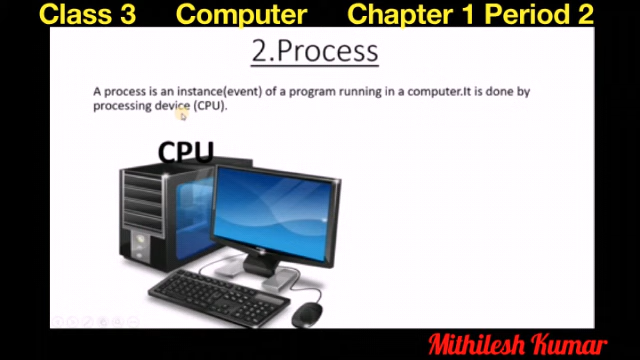 Class 3 Computer Chapter 1 Period 2
2.Process
A process is an instance(event) of a program running in a computer.It is done by
processing device (CPU).
CPU
Mithilesh Kumar